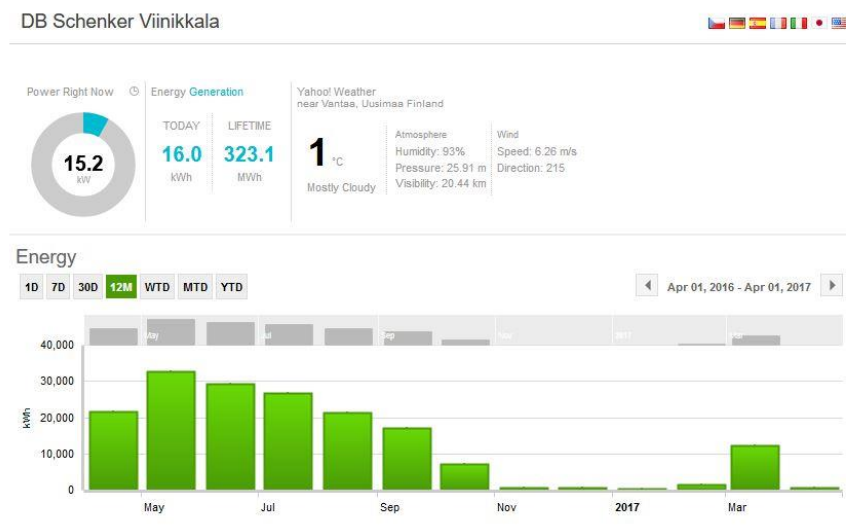 DB Schenker Viinikkala
Power Right Now
Energy Generation
Yahoo! Weather
near Vantaa, Uusimaa Finland
TODAY
LIFETIME
16.0
323.1
kWh
MWh
15.2
kW
1 °C
Mostly Cloudy
Atmosphere
Humidity: 93%
Pressure: 25.91 m
Visibility: 20.44 km
Wind
Speed: 6.26 m/s
Direction: 215
Energy
1D 7D 30D 12M WTD MTD YTD
Apr 01, 2016 - Apr 01, 2017
May Jul Sep Nov 2017 Mar
40,000
30,000
20,000
10,000
0
kWh
May Jul Sep Nov 2017 Mar